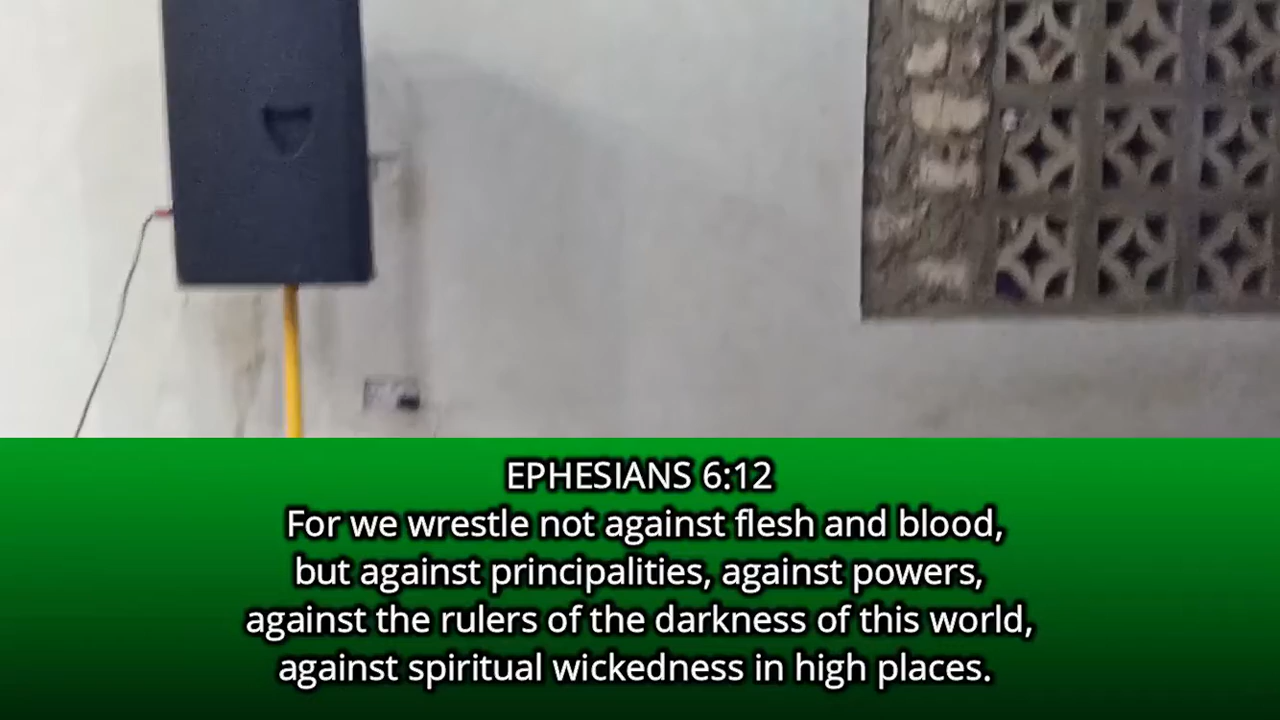 EPHESIANS 6:12
For we wrestle not against flesh and blood,
but against principalities, against powers,
against the rulers of the darkness of this world,
against spiritual wickedness in high places.